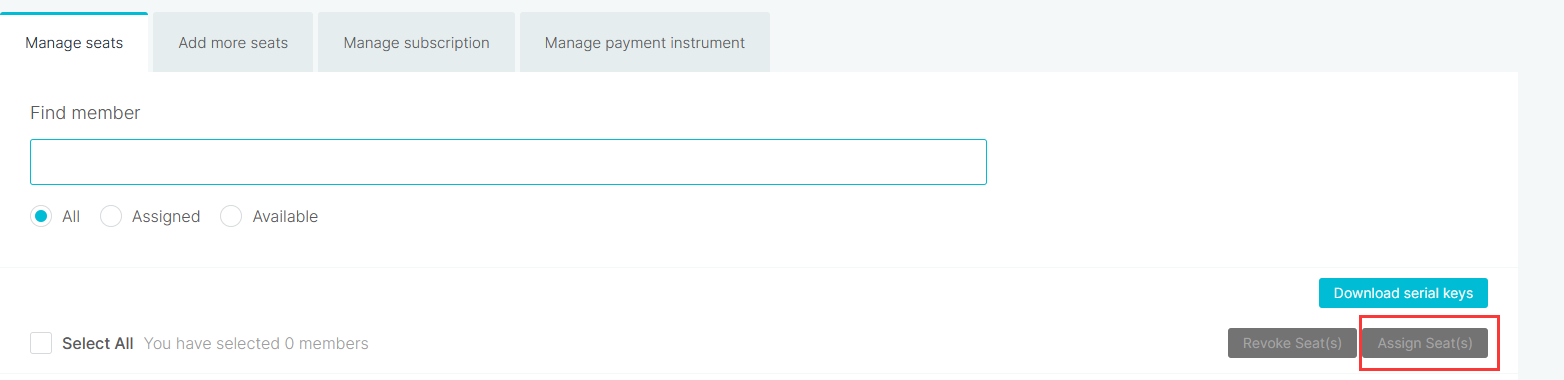 Manage seats
Add more seats
Manage subscription
Manage payment instrument
Find member
All
Assigned
Available
Download serial keys
Select All You have selected 0 members
Revoke Seat(s)
Assign Seat(s)